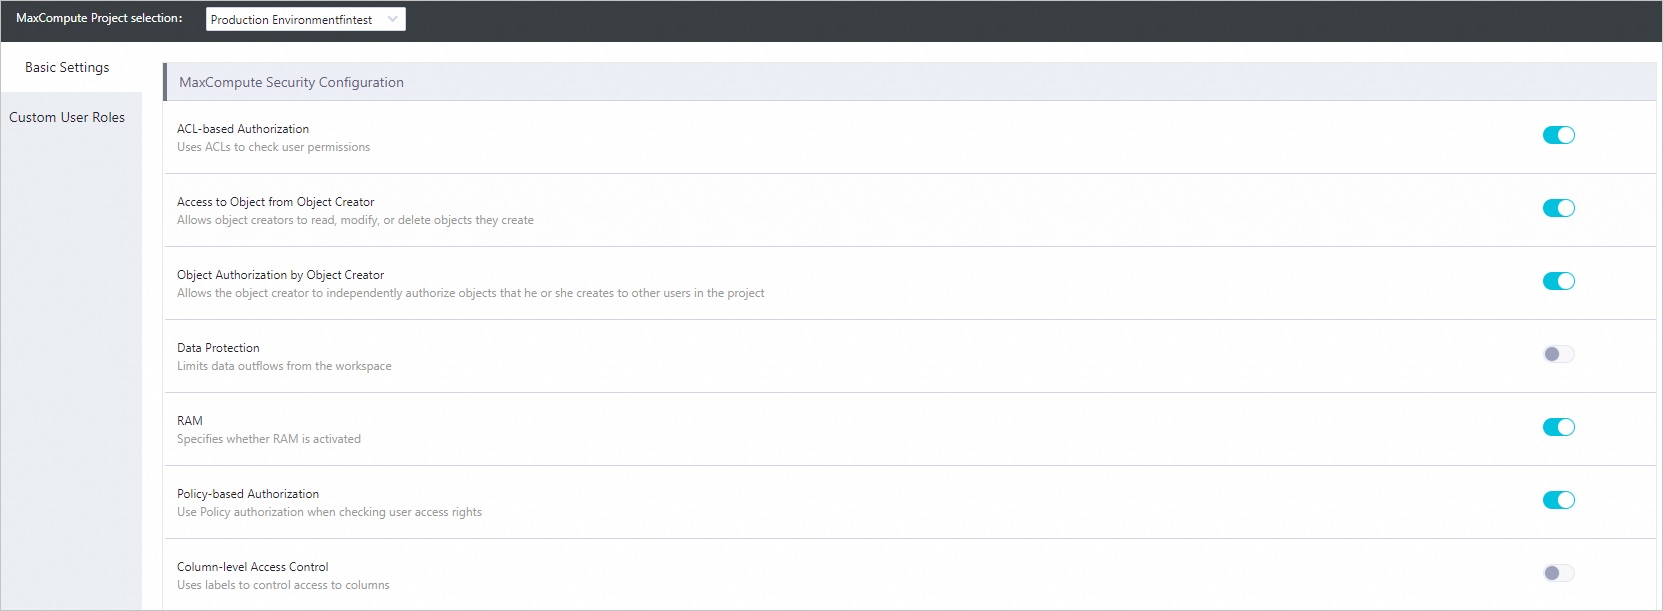 MaxCompute Project selection:
Production Environmentfintest
Basic Settings
Custom User Roles
MaxCompute Security Configuration
ACL-based Authorization
Uses ACLs to check user permissions
Access to Object from Object Creator
Allows object creators to read, modify, or delete objects they create
Object Authorization by Object Creator
Allows the object creator to independently authorize objects that he or she creates to other users in the project
Data Protection
Limits data outflows from the workspace
RAM
Specifies whether RAM is activated
Policy-based Authorization
Use Policy authorization when checking user access rights
Column-level Access Control
Uses labels to control access to columns